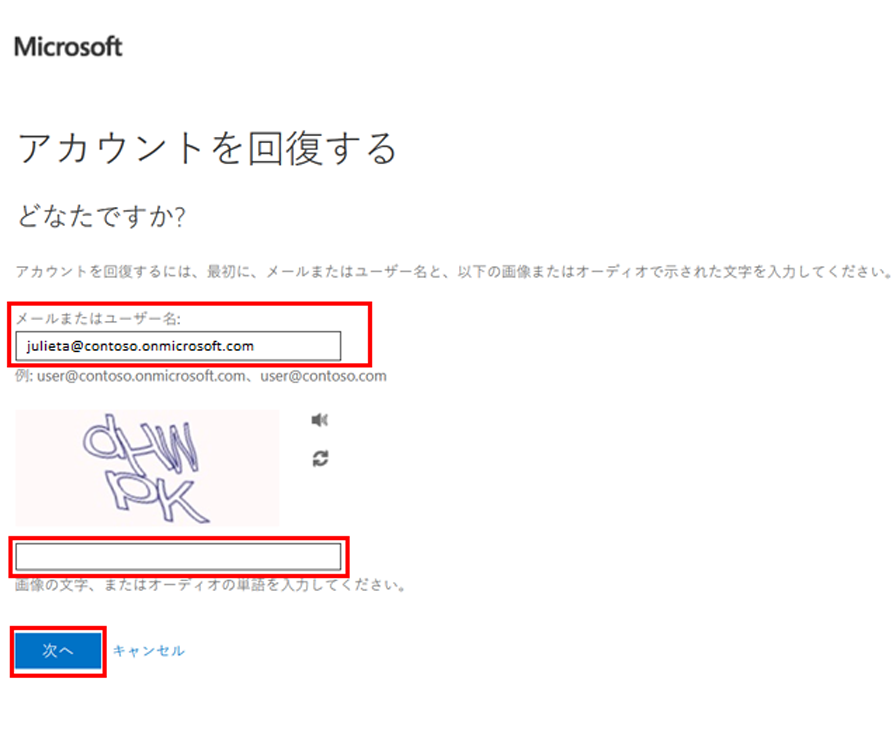 Microsoft
アカウントを回復する
どなたですか?
アカウントを回復するには、最初に、メールまたはユーザー名と、以下の画像またはオーディオで示された文字を入力してください。
メールまたはユーザー名:
julieta@contoso.onmicrosoft.com
例: user@contoso.onmicrosoft.com、user@contoso.com
dHW
PK
画像の文字、またはオーディオの単語を入力してください。
次へ キャンセル